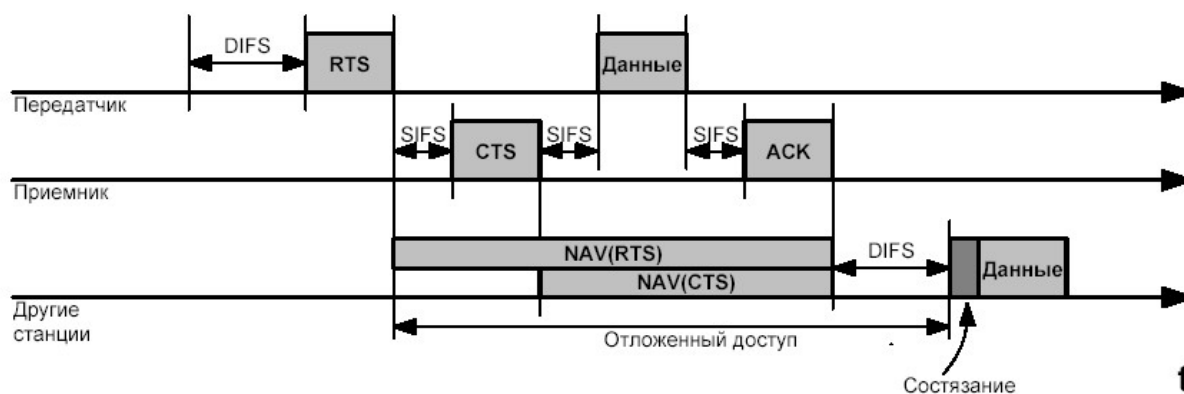 DIFS
RTS
Данные
Передатчик
SIFS
CTS
SIFS
SIFS
ACK
Приемник
NAV(RTS)
DIFS
Данные
NAV(CTS)
Другие
станции
Отложенный доступ
Состязание
t